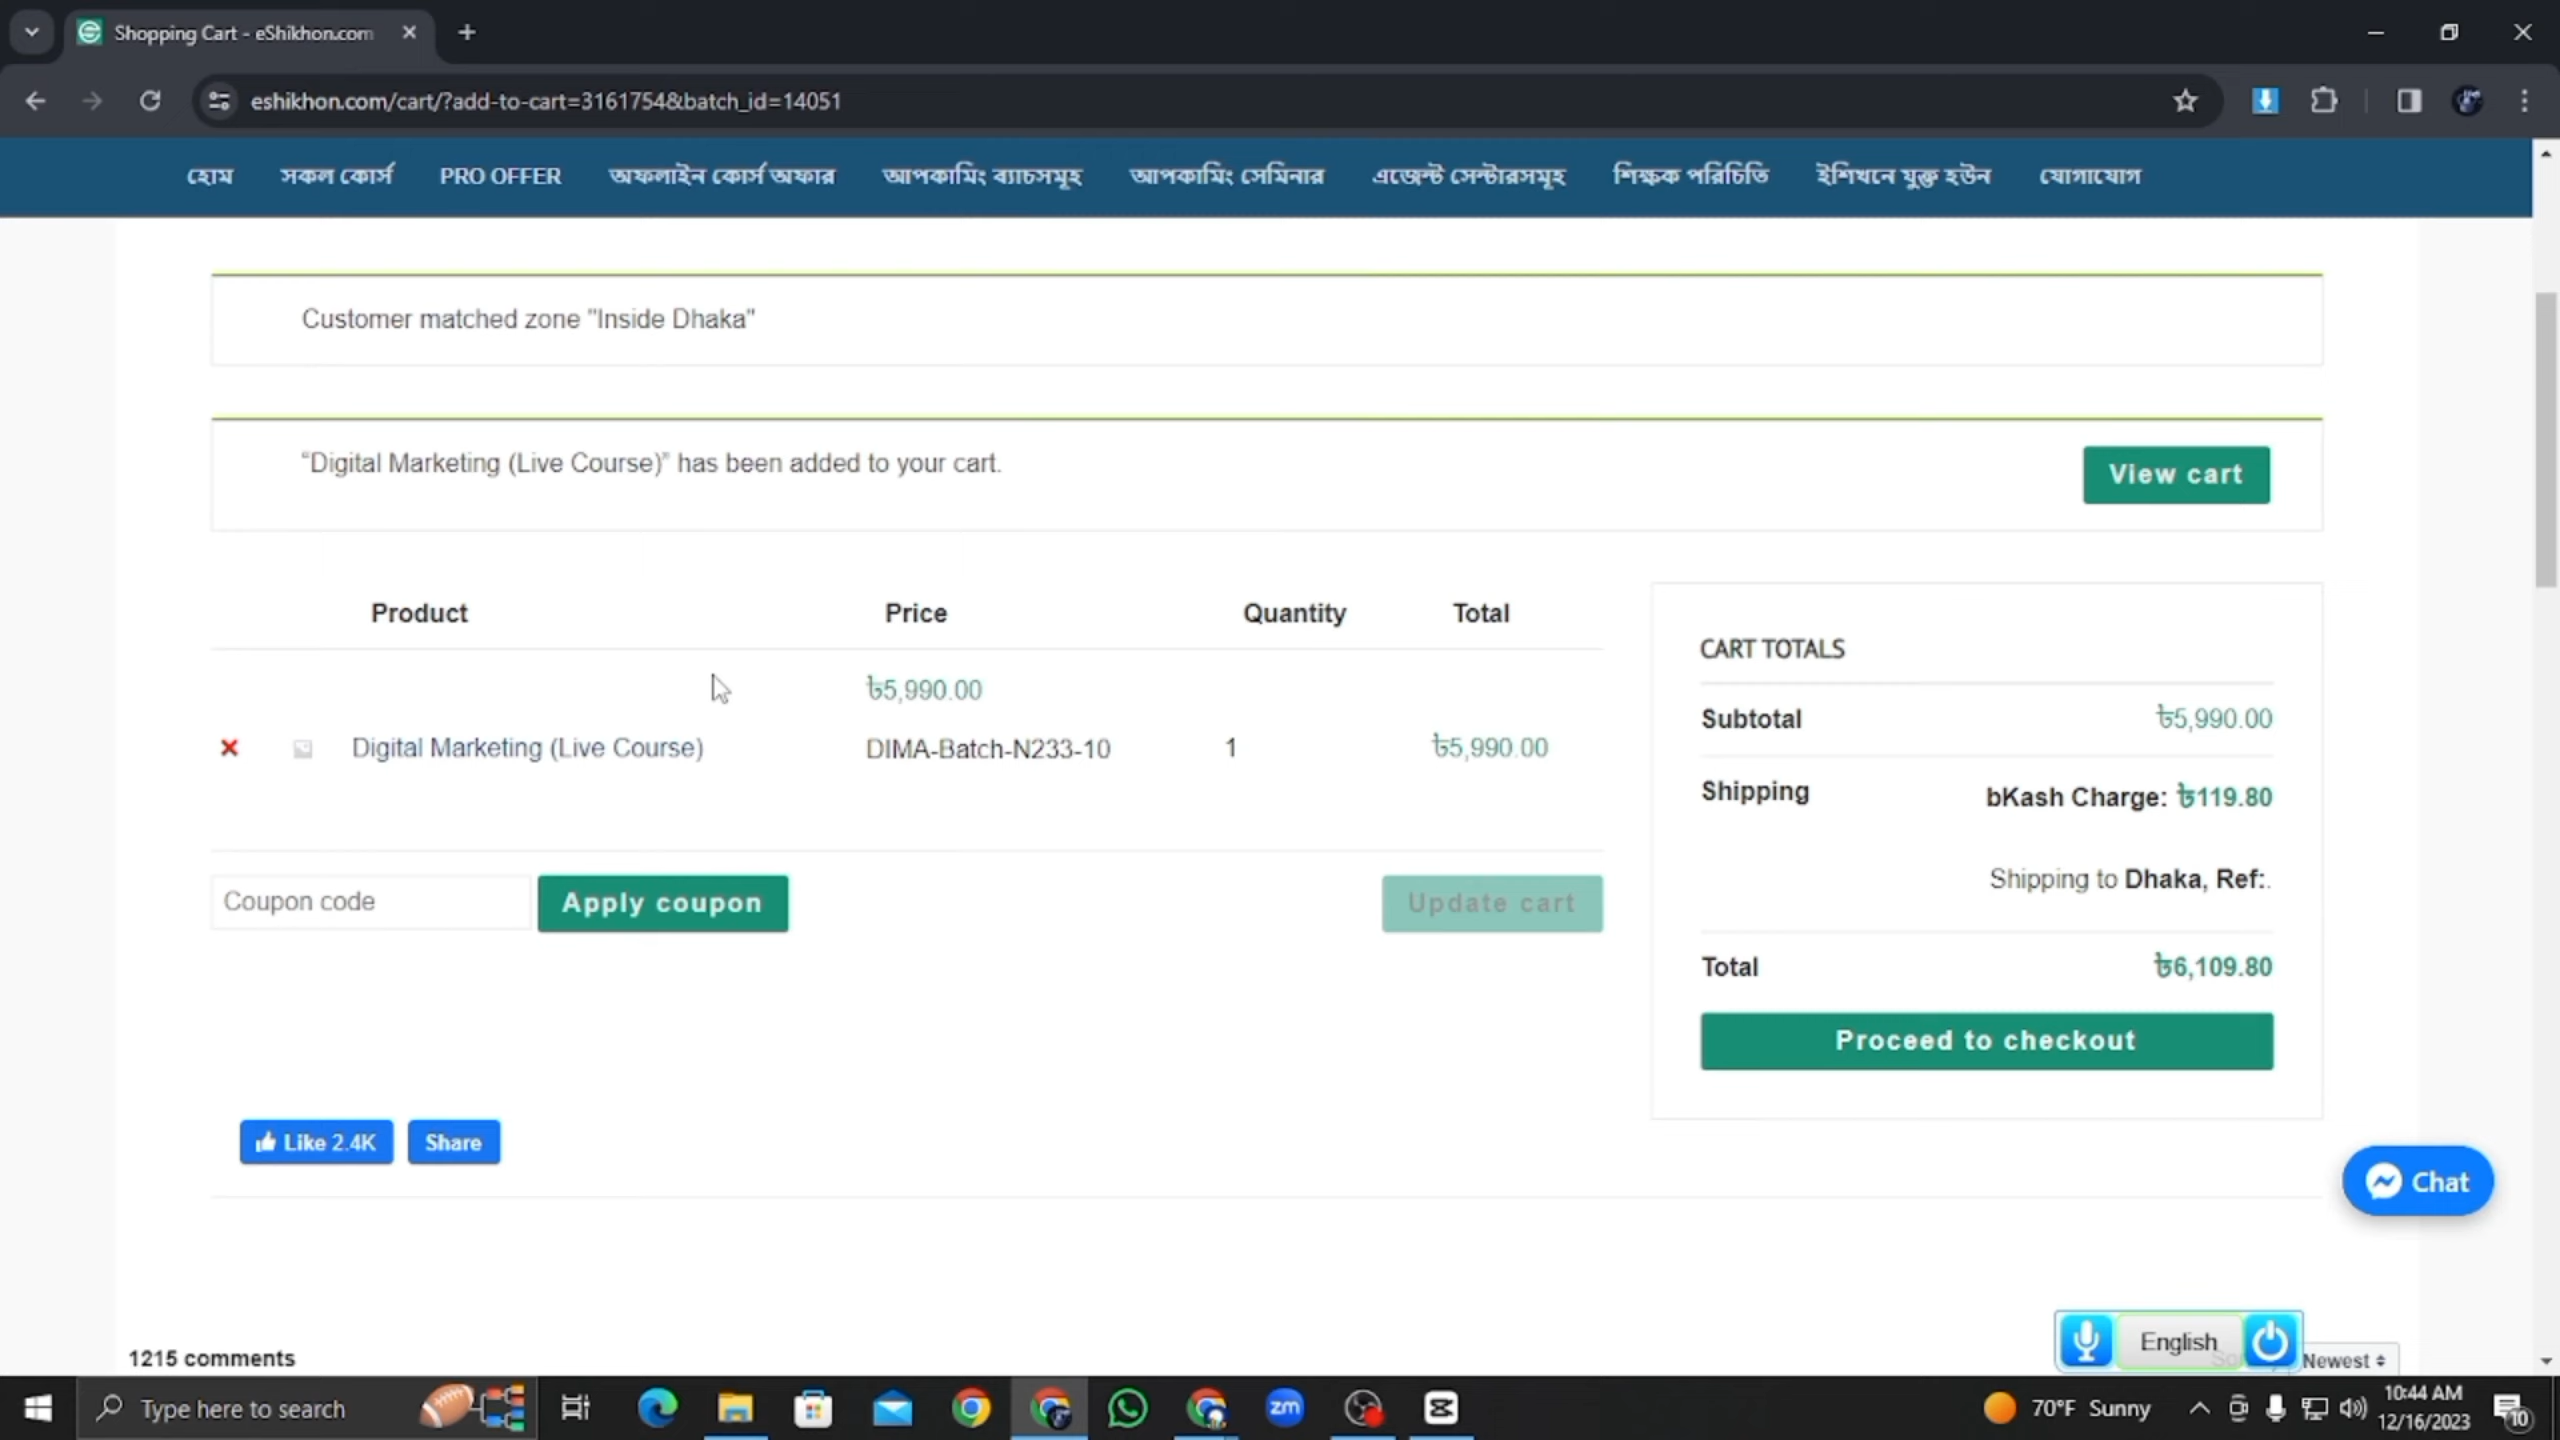 Shopping Cart - eShikhon.com
eshikhon.com/cart/?add-to-cart=3161754&batch_id=14051
হোম সকল কোর্স PRO OFFER অফলাইন কোর্স অফার আপকামিং ব্যাচসমূহ আপকামিং সেমিনার এজেন্ট সেন্টারসমূহ শিক্ষক পরিচিতি ইশিখনে যুক্ত হউন যোগাযোগ
Customer matched zone "Inside Dhaka"
“Digital Marketing (Live Course)” has been added to your cart.
View cart
Product Price Quantity Total
৳5,990.00
Digital Marketing (Live Course) DIMA-Batch-N233-10 1 ৳5,990.00
Coupon code Apply coupon Update cart
CART TOTALS
Subtotal ৳5,990.00
Shipping bKash Charge: ৳119.80
Shipping to Dhaka, Ref:.
Total ৳6,109.80
Proceed to checkout
Like 2.4K Share
Chat
1215 comments
English
Newest
Type here to search
zm
70°F Sunny
10:44 AM
12/16/2023
10